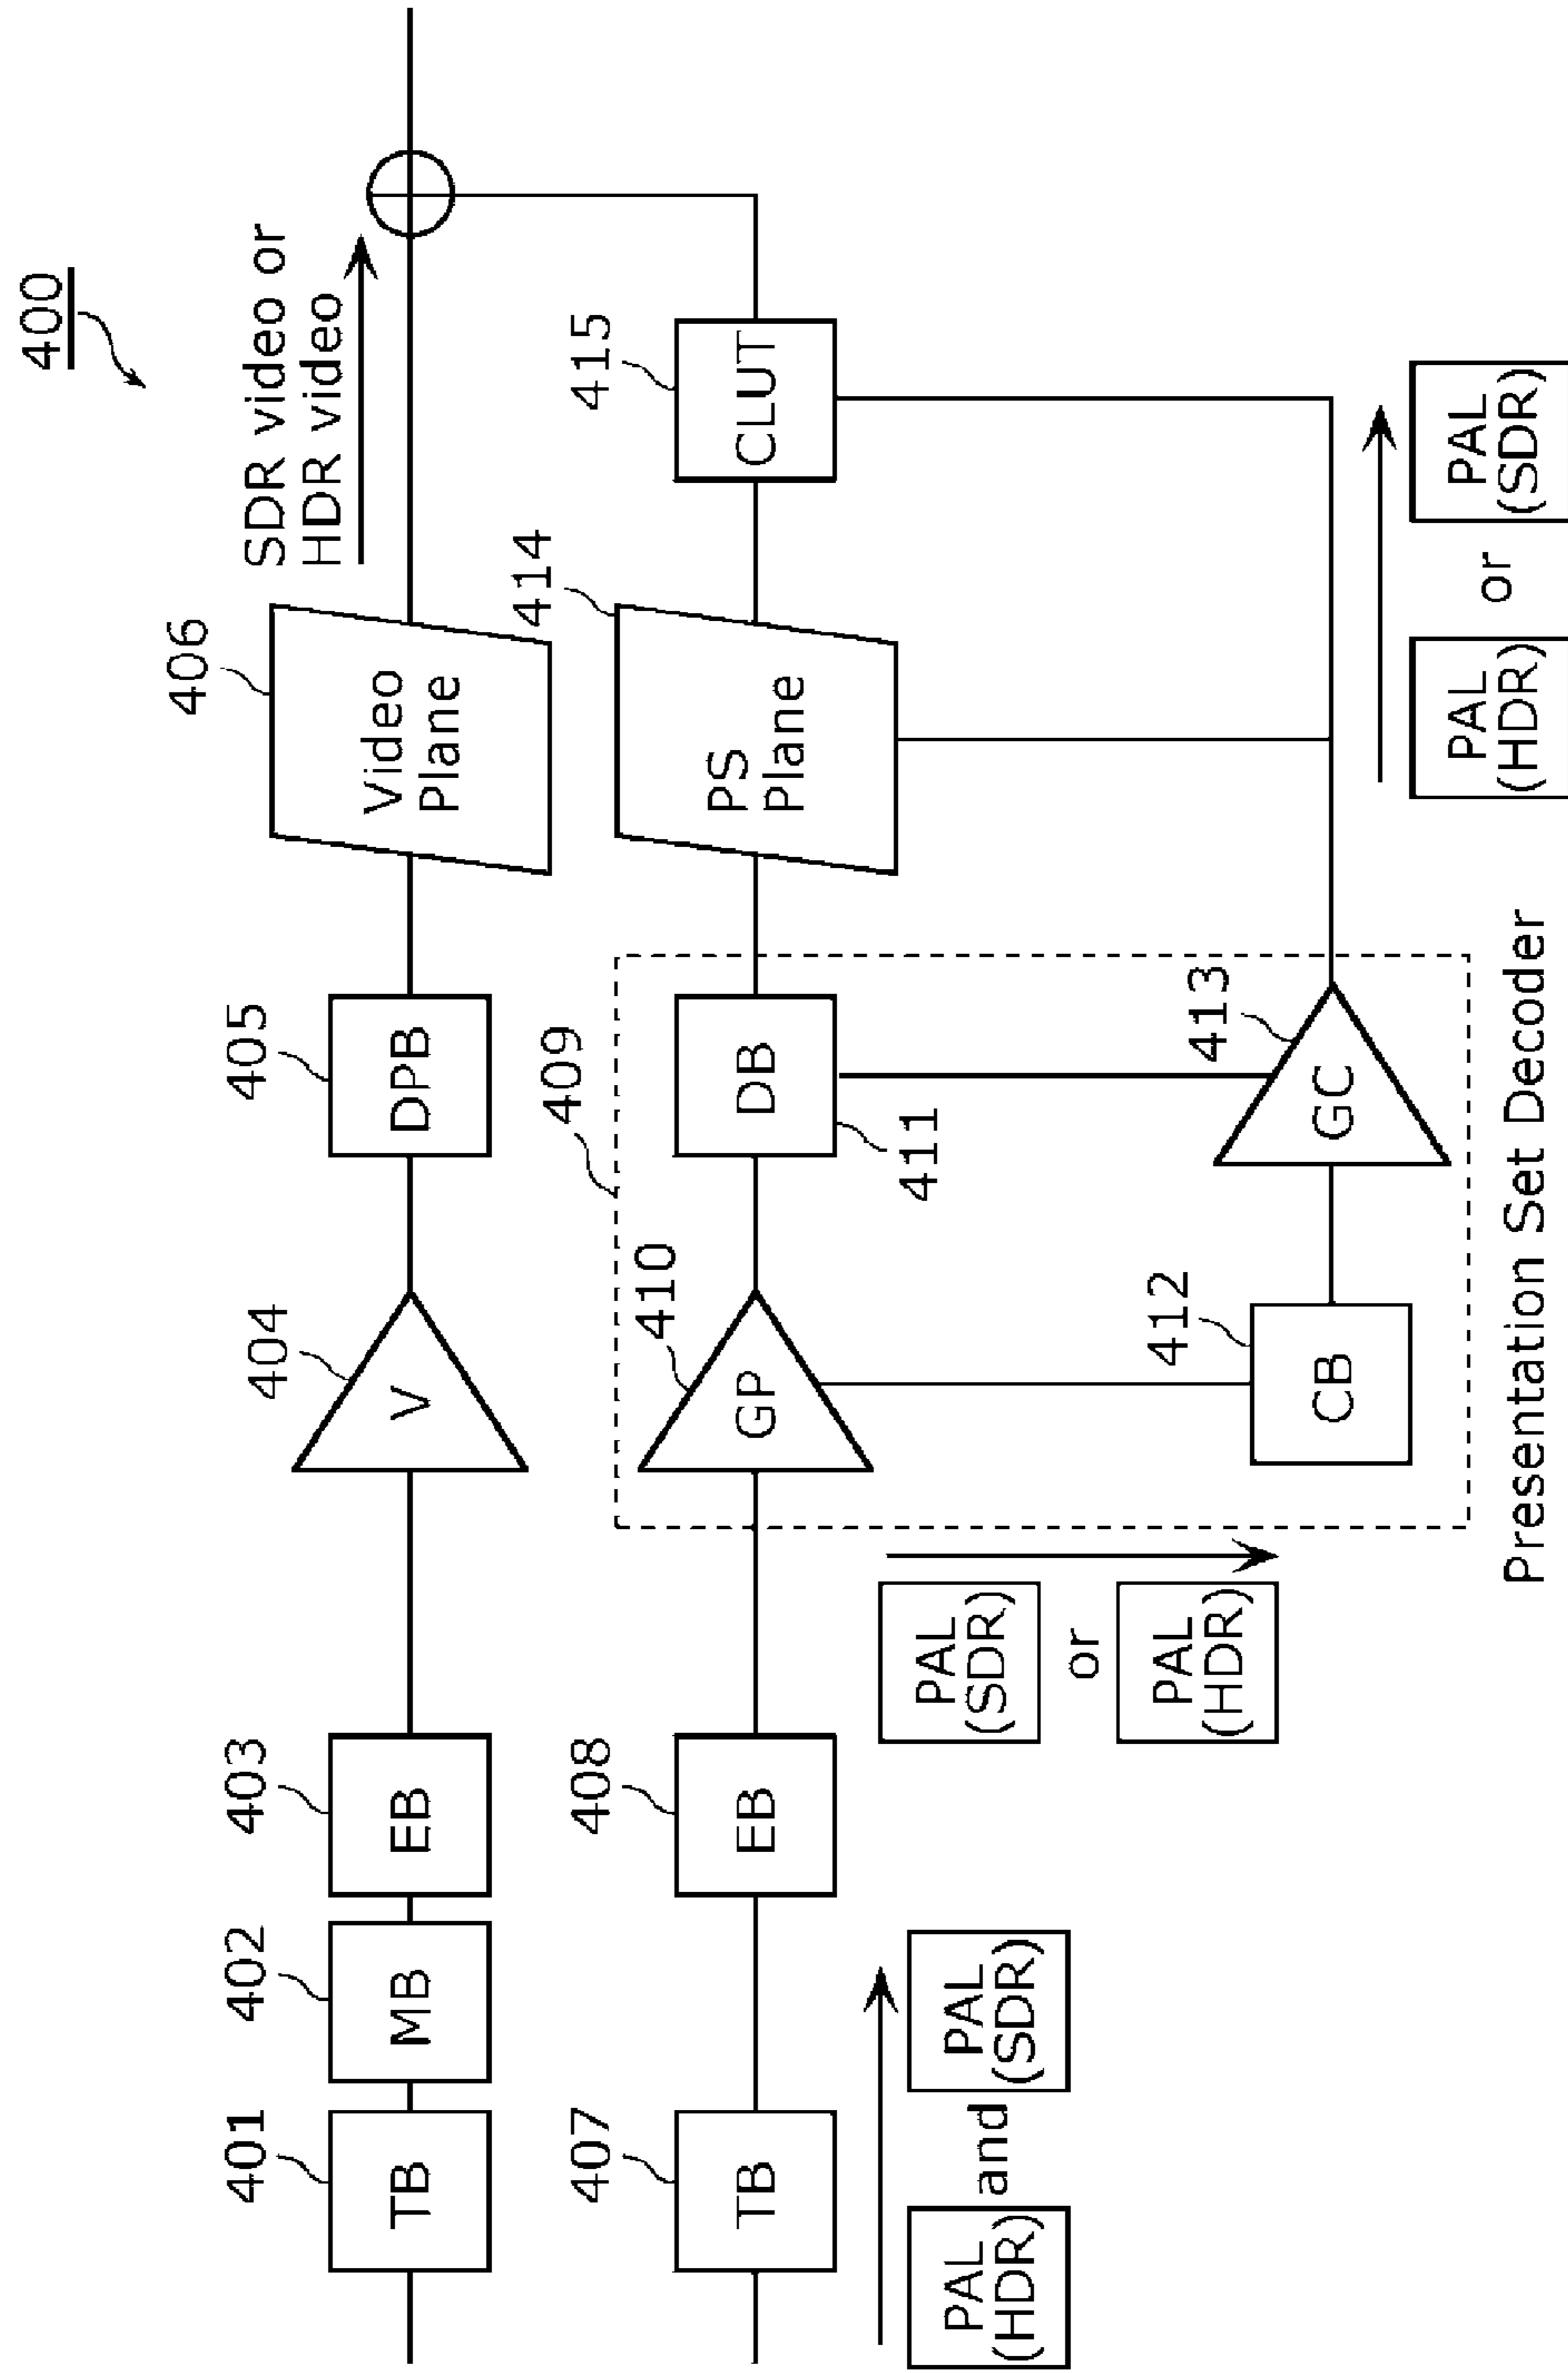 400
SDR video or
HDR video
401
TB
402
MB
403
EB
404
V
405
DPB
406
Video
Plane
407
TB
408
EB
409
410
GP
411
DB
412
CB
413
GC
414
PS
Plane
415
CLUT
PAL
(HDR)
and
PAL
(SDR)
PAL
(SDR)
or
PAL
(HDR)
PAL
(HDR)
or
PAL
(SDR)
Presentation Set Decoder